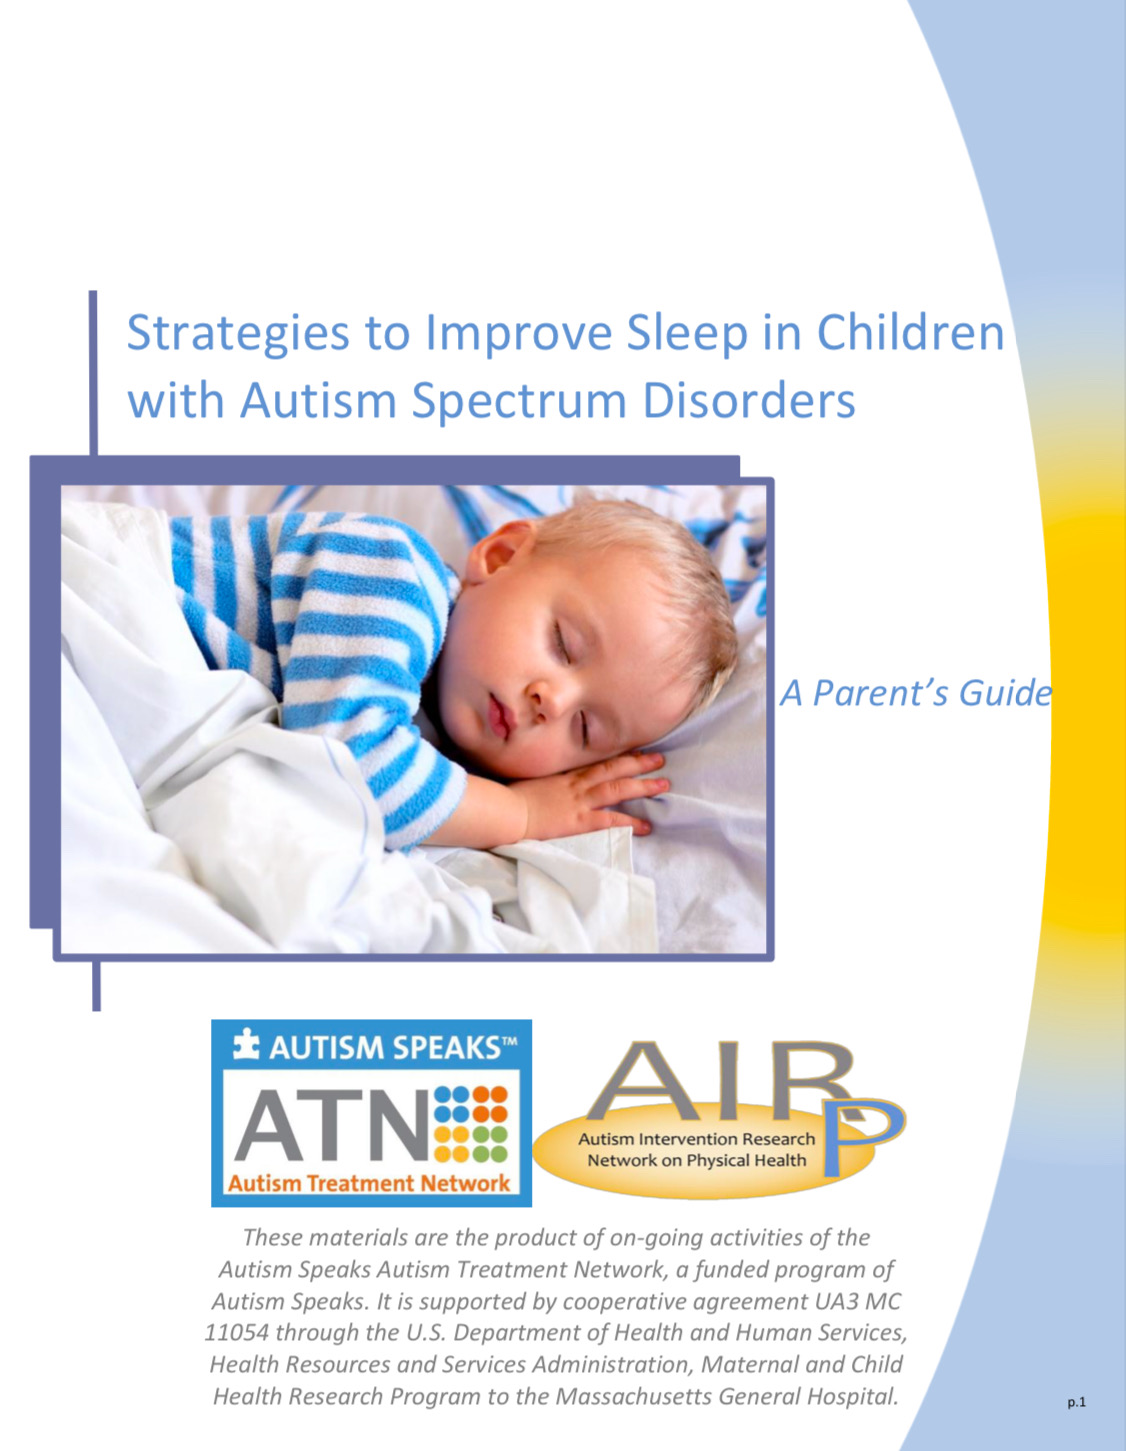 Strategies to Improve Sleep in Children
with Autism Spectrum Disorders
A Parent's Guide
AUTISM SPEAKS™
ATN
Autism Treatment Network
AIR
P
Autism Intervention Research
Network on Physical Health
These materials are the product of on-going activities of the
Autism Speaks Autism Treatment Network, a funded program of
Autism Speaks. It is supported by cooperative agreement UA3 MC
11054 through the U.S. Department of Health and Human Services,
Health Resources and Services Administration, Maternal and Child
Health Research Program to the Massachusetts General Hospital.
p.1